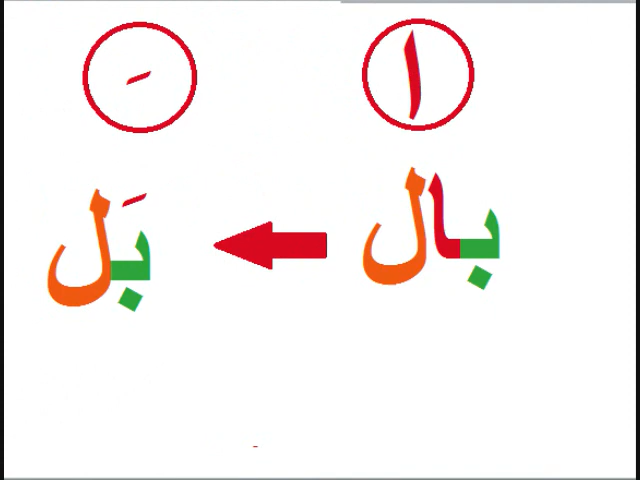 ا َ
بال بَل